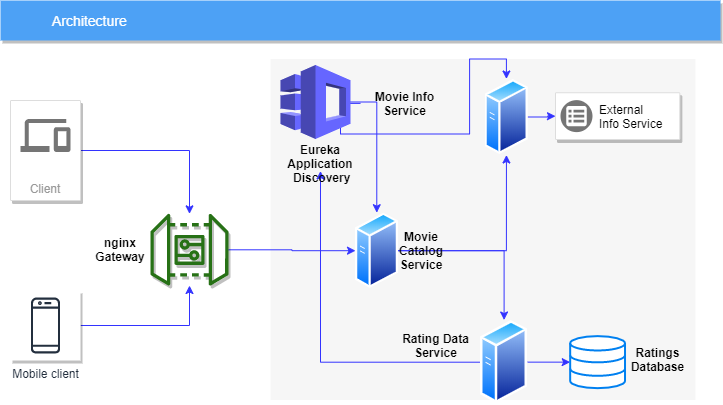 Architecture
Movie Info
Service
External
Info Service
Eureka
Application
Discovery
Client
nginx
Gateway
Movie
Catalog
Service
Rating Data
Service
Ratings
Database
Mobile client